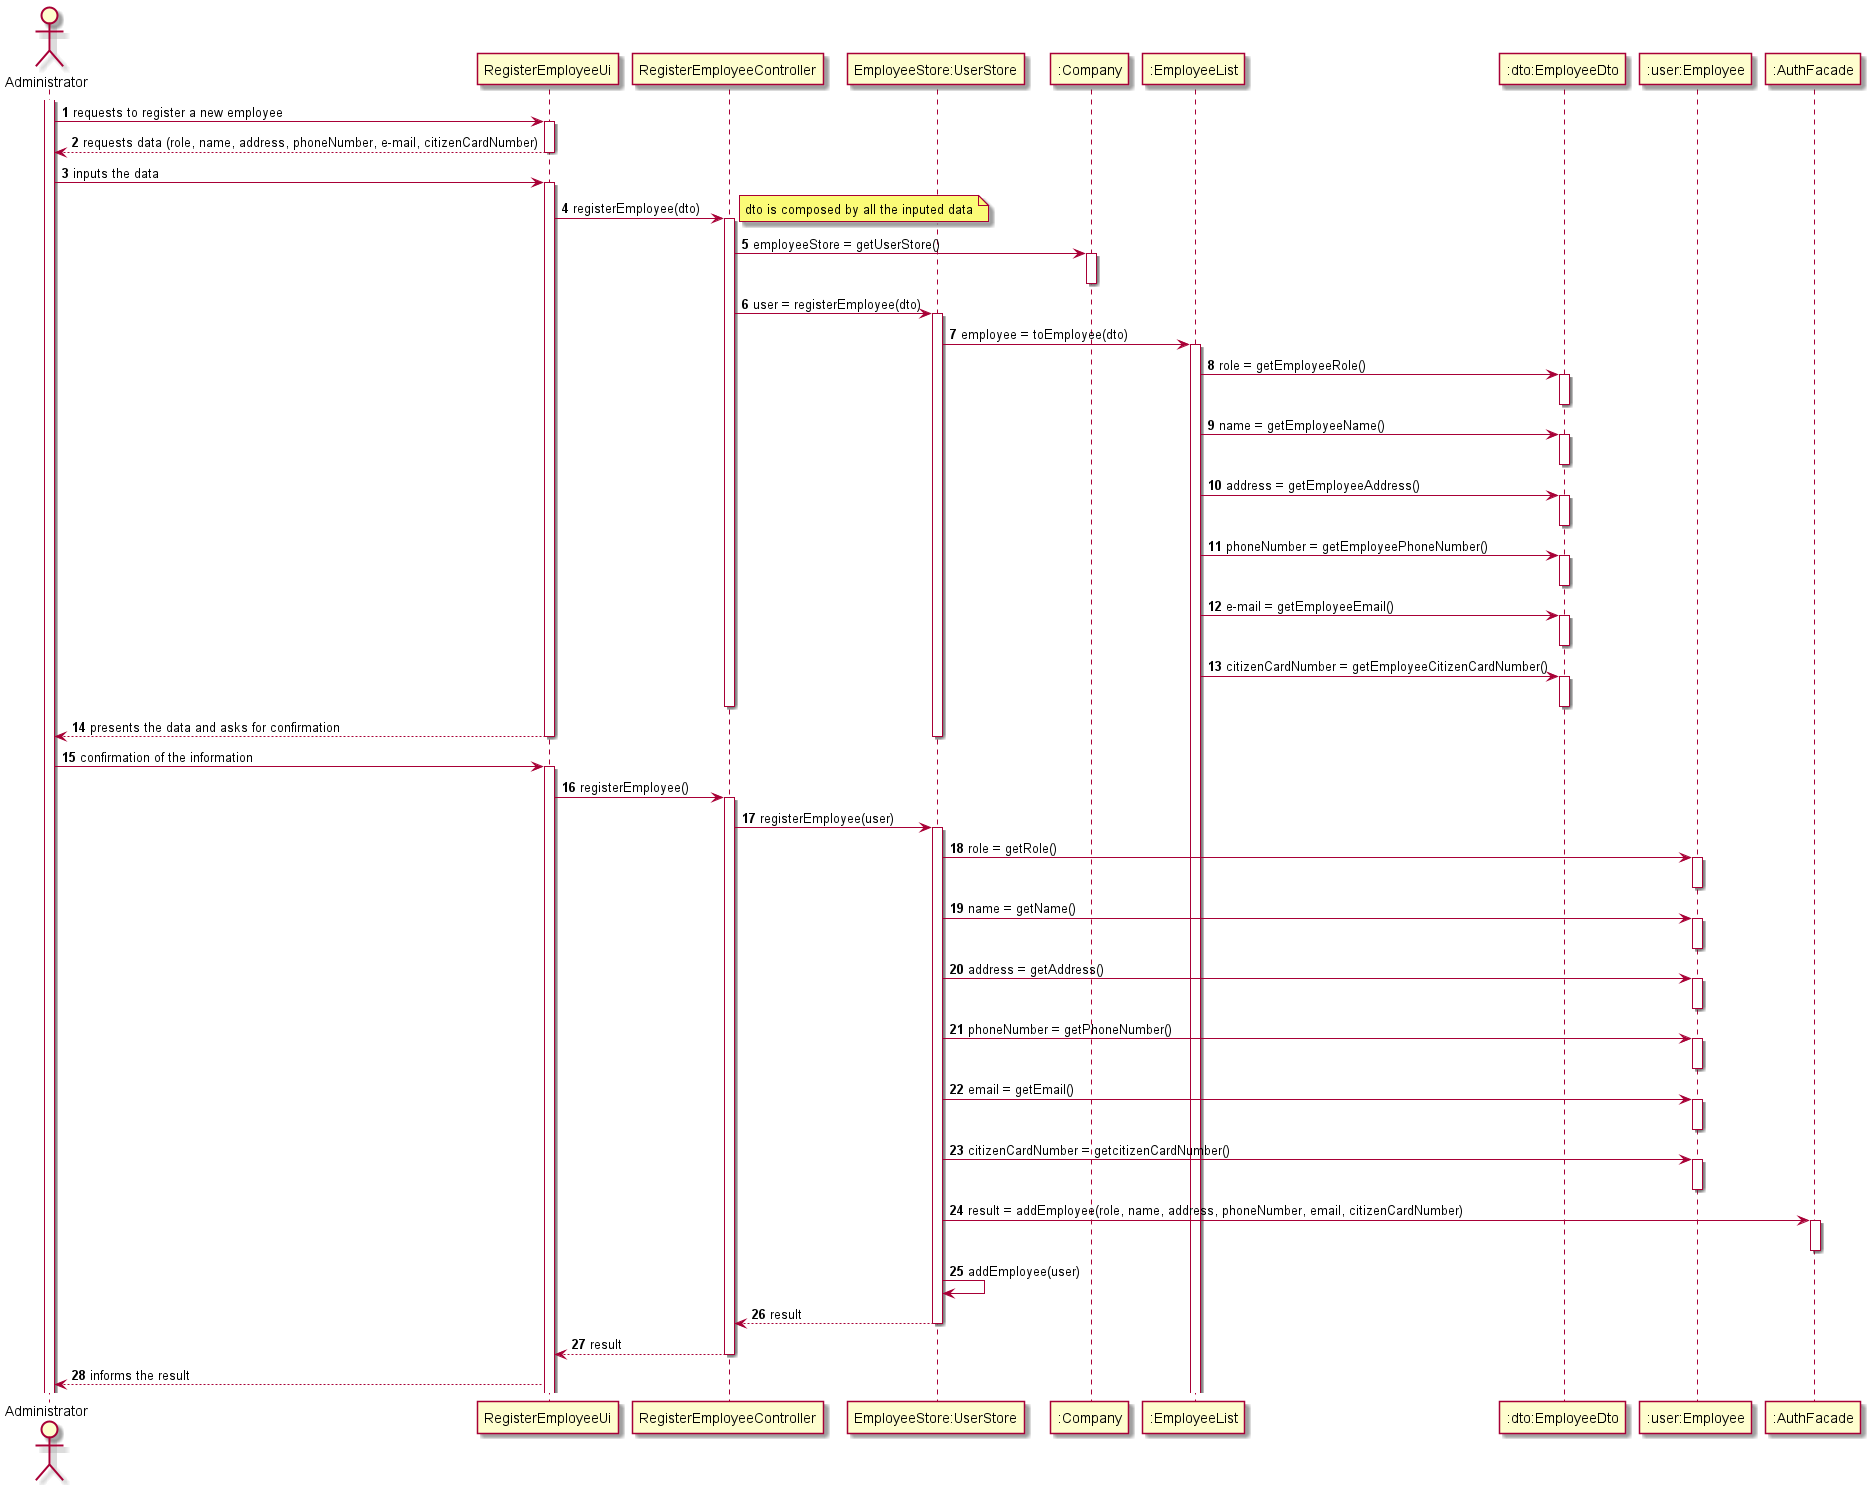 Administrator
RegisterEmployeeUi
RegisterEmployeeController
EmployeeStore:UserStore
:Company
:EmployeeList
:dto:EmployeeDto
:user:Employee
:AuthFacade
1 requests to register a new employee
2 requests data (role, name, address, phoneNumber, e-mail, citizenCardNumber)
3 inputs the data
4 registerEmployee(dto)
dto is composed by all the inputed data
5 employeeStore = getUserStore()
6 user = registerEmployee(dto)
7 employee = toEmployee(dto)
8 role = getEmployeeRole()
9 name = getEmployeeName()
10 address = getEmployeeAddress()
11 phoneNumber = getEmployeePhoneNumber()
12 e-mail = getEmployeeEmail()
13 citizenCardNumber = getEmployeeCitizenCardNumber()
14 presents the data and asks for confirmation
15 confirmation of the information
16 registerEmployee()
17 registerEmployee(user)
18 role = getRole()
19 name = getName()
20 address = getAddress()
21 phoneNumber = getPhoneNumber()
22 email = getEmail()
23 citizenCardNumber = getcitizenCardNumber()
24 result = addEmployee(role, name, address, phoneNumber, email, citizenCardNumber)
25 addEmployee(user)
26 result
27 result
28 informs the result
Administrator
RegisterEmployeeUi
RegisterEmployeeController
EmployeeStore:UserStore
:Company
:EmployeeList
:dto:EmployeeDto
:user:Employee
:AuthFacade